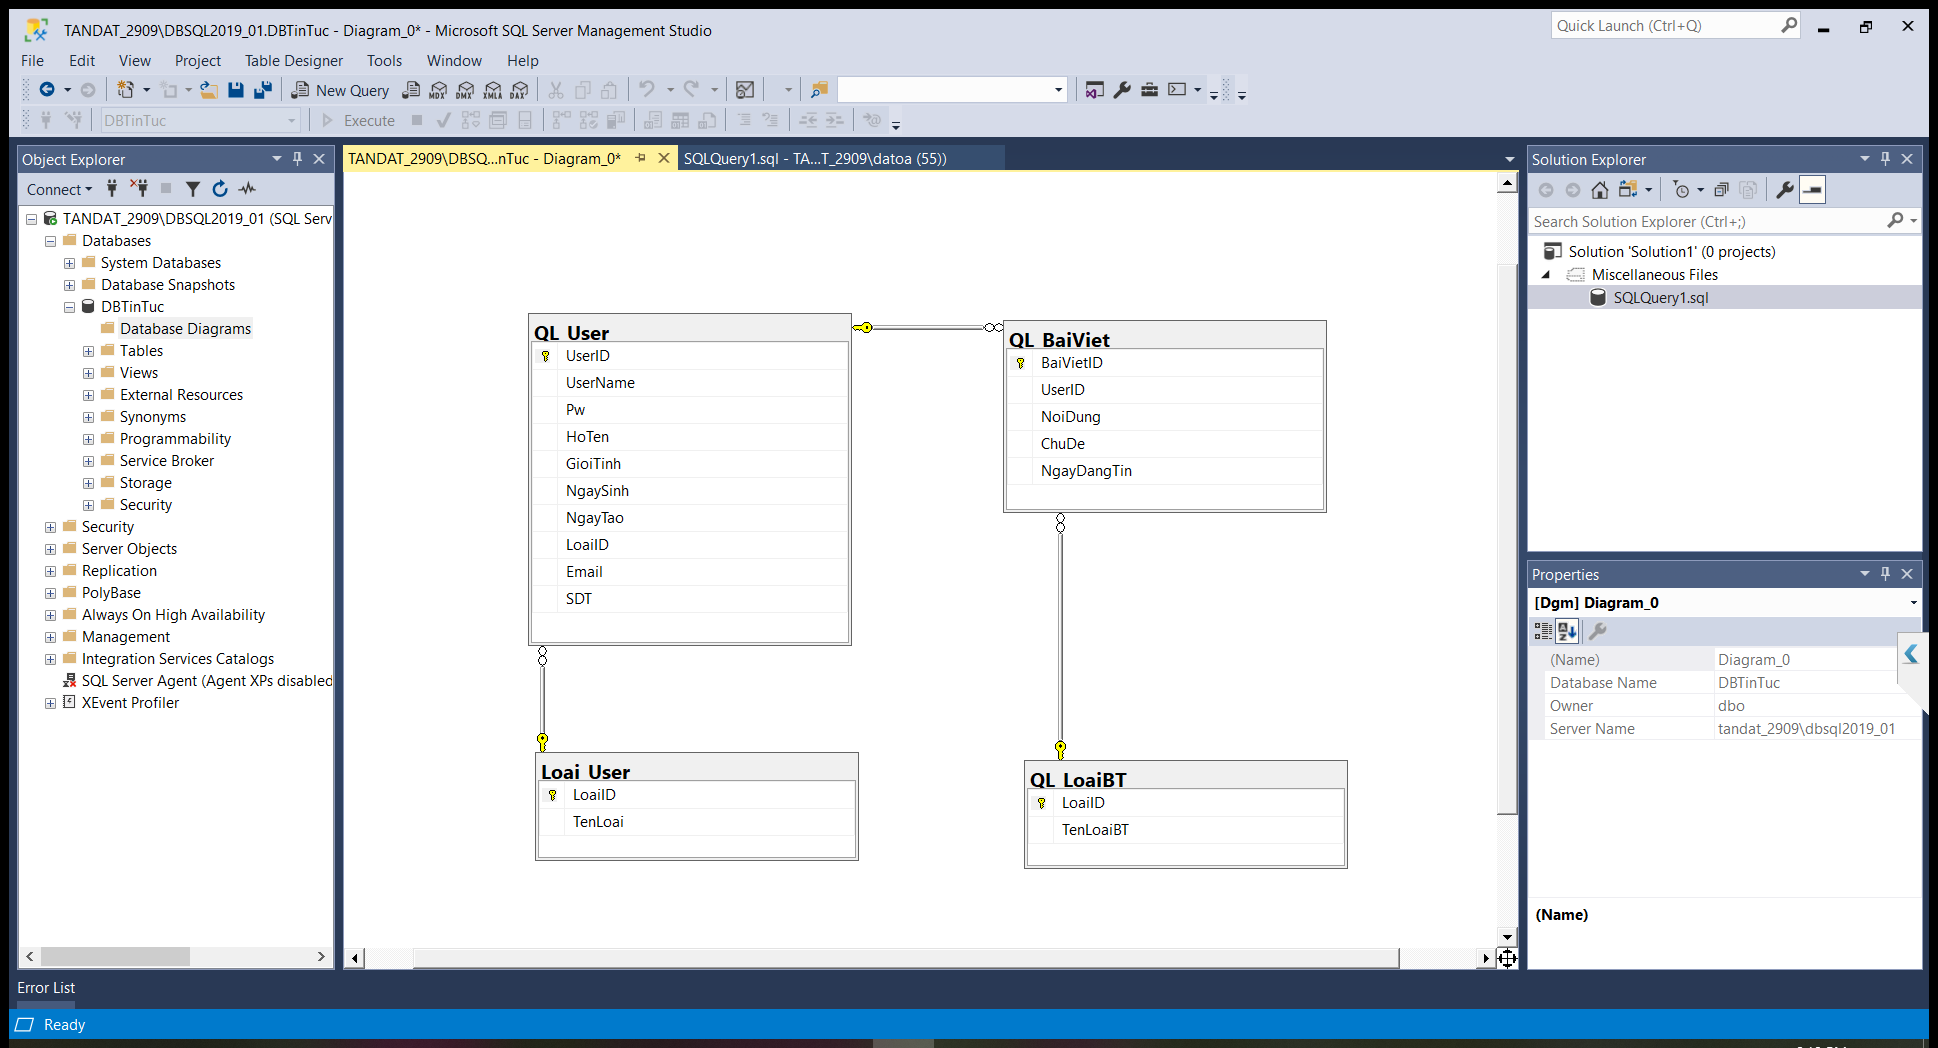 TANDAT_2909\DBSQL2019_01.DBTinTuc - Diagram_0* - Microsoft SQL Server Management Studio
Quick Launch (Ctrl+Q)
File Edit View Project Table Designer Tools Window Help
New Query MDX DMX XMLA DAX
DBTinTuc Execute
Object Explorer
Connect
TANDAT_2909\DBSQL2019_01 (SQL Serv
Databases
System Databases
Database Snapshots
DBTinTuc
Database Diagrams
Tables
Views
External Resources
Synonyms
Programmability
Service Broker
Storage
Security
Security
Server Objects
Replication
PolyBase
Always On High Availability
Management
Integration Services Catalogs
SQL Server Agent (Agent XPs disabled
XEvent Profiler
TANDAT_2909\DBSQ...nTuc - Diagram_0*
SQLQuery1.sql - TA...T_2909\datoa (55))
QL_User
UserID
UserName
Pw
HoTen
GioiTinh
NgaySinh
NgayTao
LoaiID
Email
SDT
QL_BaiViet
BaiVietID
UserID
NoiDung
ChuDe
NgayDangTin
Loai_User
LoaiID
TenLoai
QL_LoaiBT
LoaiID
TenLoaiBT
Solution Explorer
Search Solution Explorer (Ctrl+;)
Solution 'Solution1' (0 projects)
Miscellaneous Files
SQLQuery1.sql
Properties
[Dgm] Diagram_0
(Name) Diagram_0
Database Name DBTinTuc
Owner dbo
Server Name tandat_2909\dbsql2019_01
(Name)
Error List
Ready